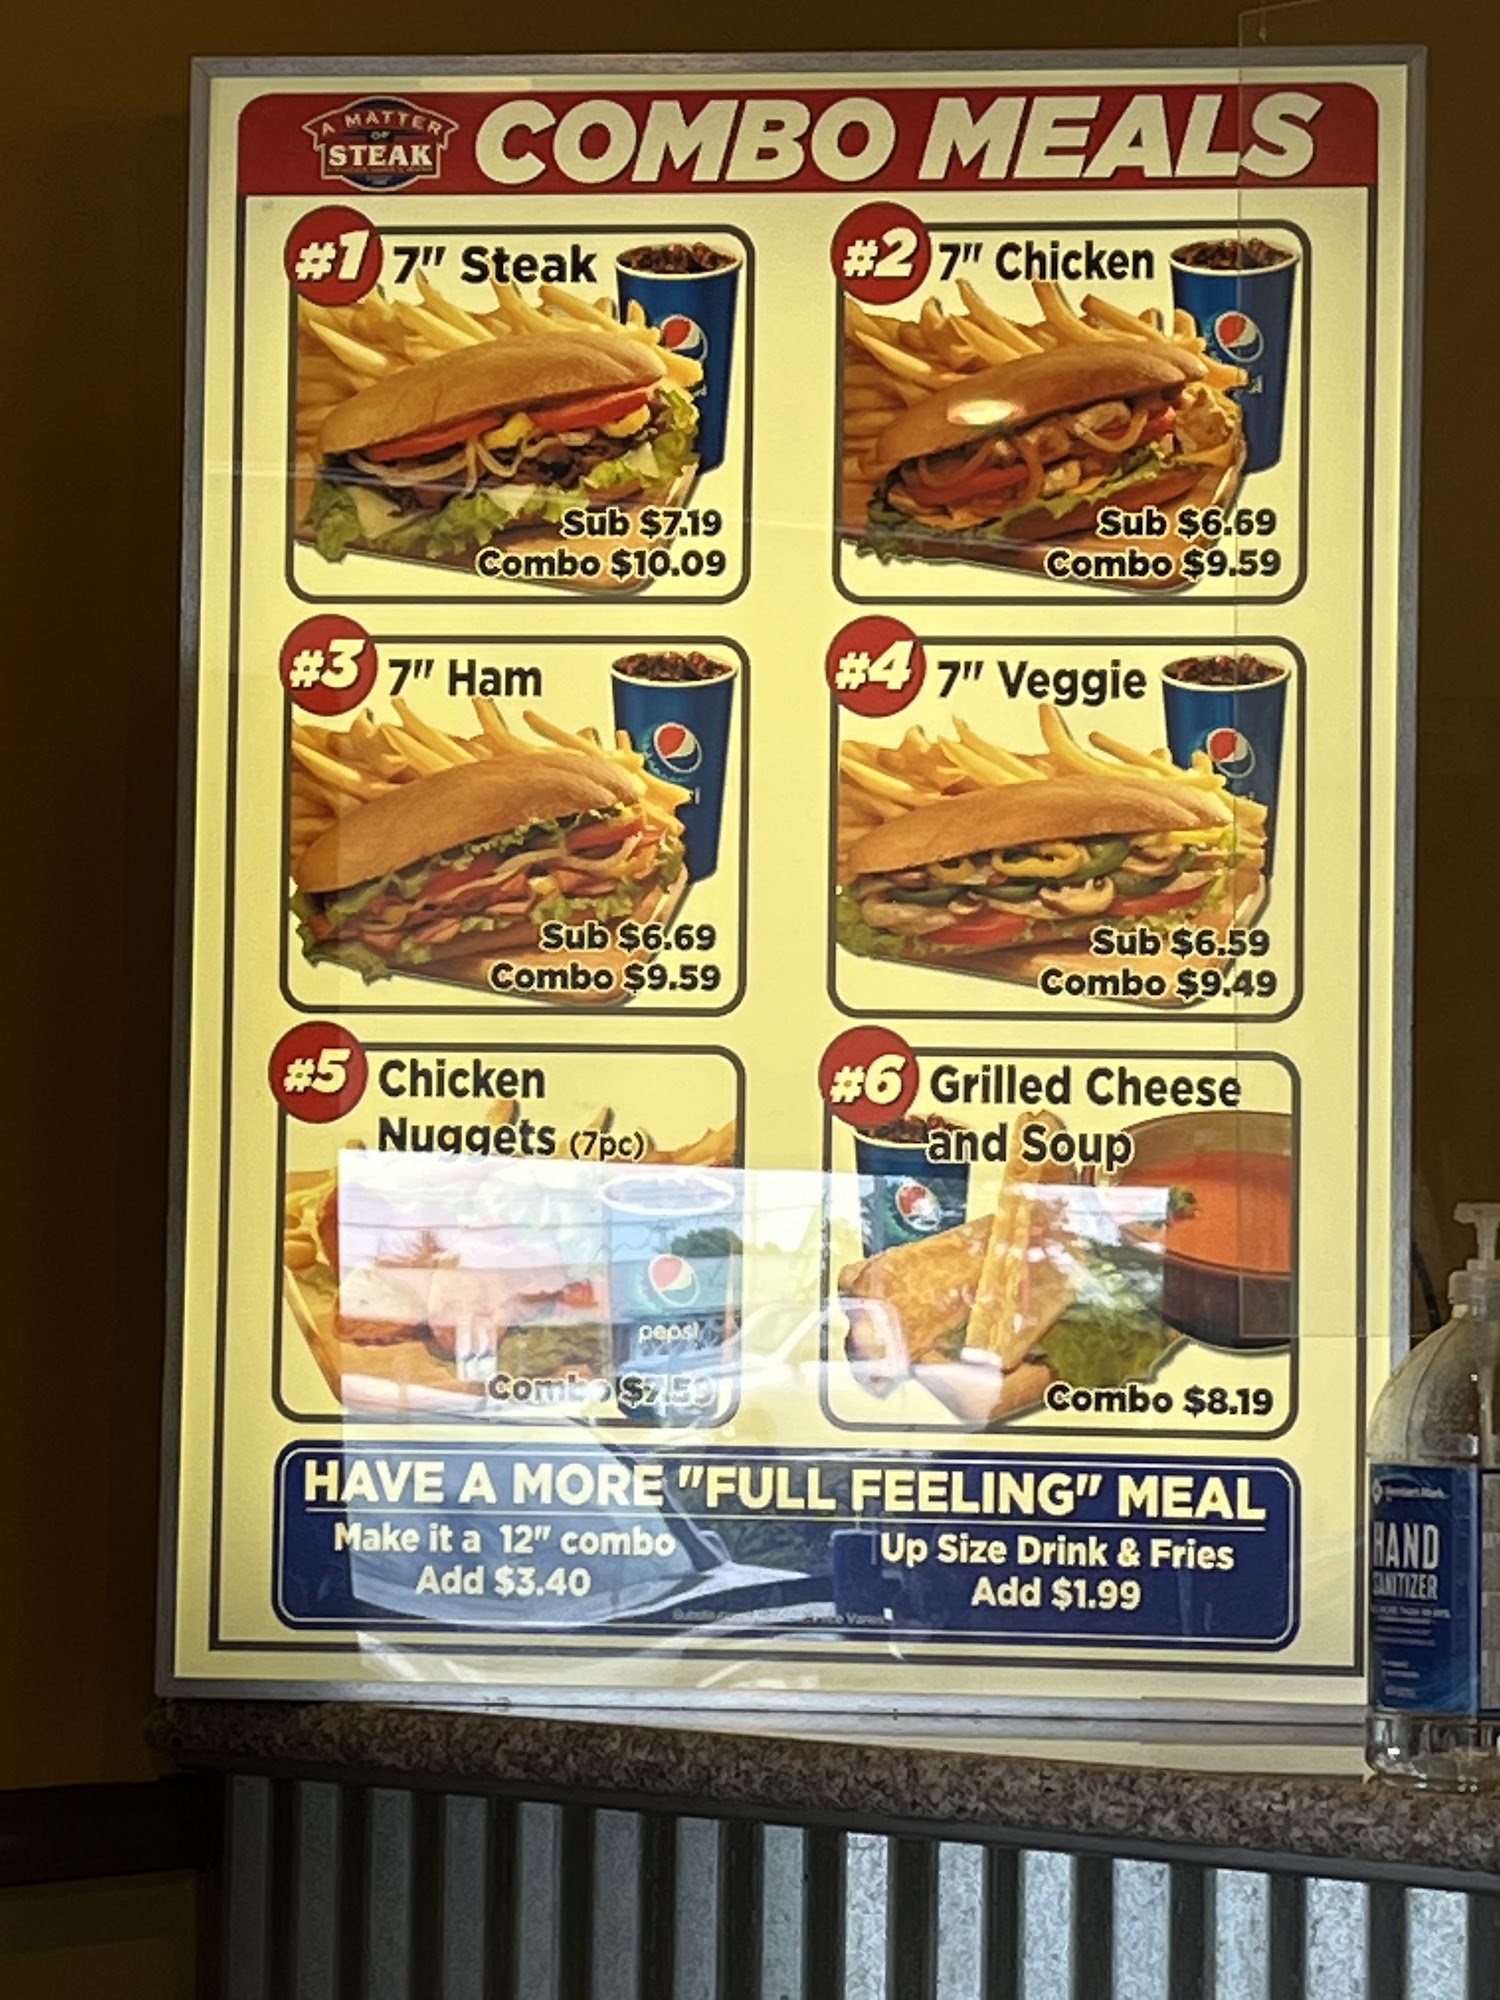 A MATTER
OF
STEAK
COMBO MEALS
#1 7" Steak
Sub $7.19
Combo $10.09
#2 7" Chicken
Sub $6.69
Combo $9.59
#3 7" Ham
Sub $6.69
Combo $9.59
#4 7" Veggie
Sub $6.59
Combo $9.49
#5 Chicken
Nuggets (7pc)
pepsi
Combo
#6 Grilled Cheese
and Soup
Combo $8.19
HAVE A MORE "FULL FEELING" MEAL
Make it a 12" combo
Add $3.40
Up Size Drink & Fries
Add $1.99
HAND
SANITIZER